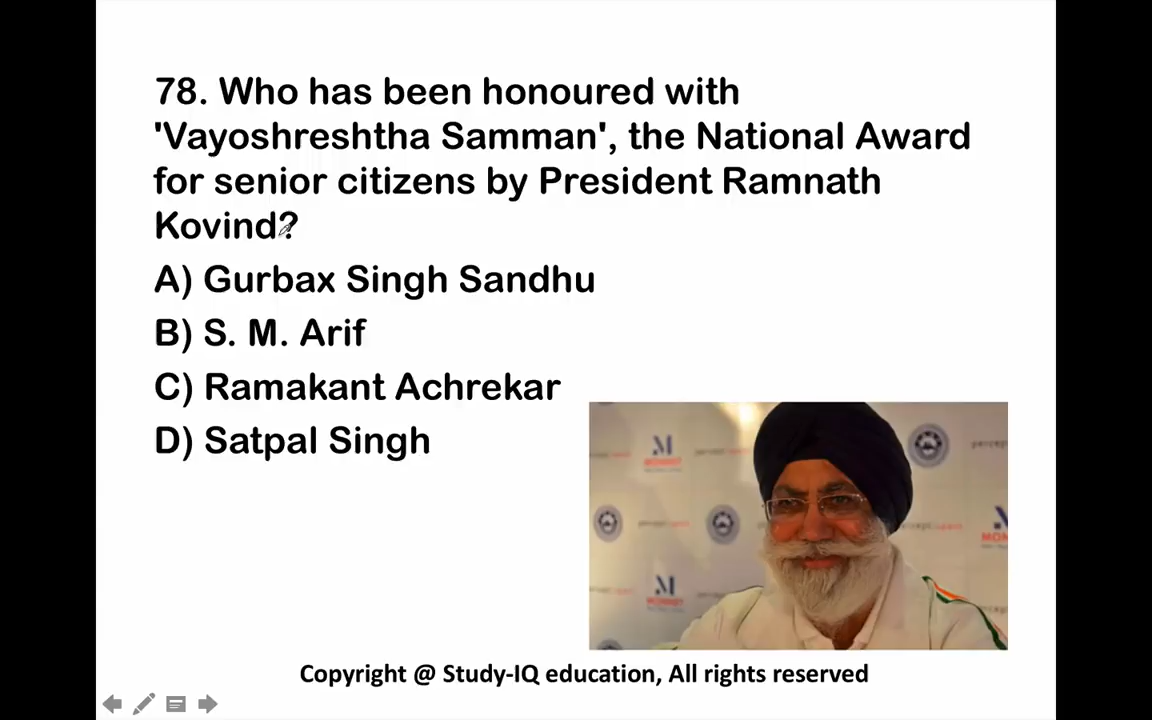 78. Who has been honoured with
'Vayoshreshtha Samman', the National Award
for senior citizens by President Ramnath
Kovind?
A) Gurbax Singh Sandhu
B) S. M. Arif
C) Ramakant Achrekar
D) Satpal Singh
MONNET
Copyright @ Study-IQ education, All rights reserved